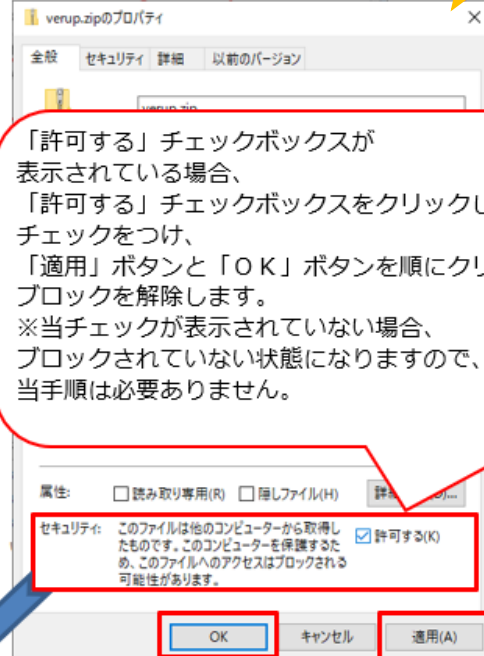 verup.zipのプロパティ
全般 セキュリティ 詳細 以前のバージョン
「許可する」チェックボックスが
表示されている場合、
「許可する」チェックボックスをクリックし
チェックをつけ、
「適用」ボタンと「ＯＫ」ボタンを順にクリ
ブロックを解除します。
※当チェックが表示されていない場合、
ブロックされていない状態になりますので、
当手順は必要ありません。
属性: 読み取り専用(R) 隠しファイル(H)
セキュリティ: このファイルは他のコンピューターから取得し 許可する(K)
たものです。このコンピューターを保護するた
め、このファイルへのアクセスはブロックされる
可能性があります。
OK キャンセル 適用(A)